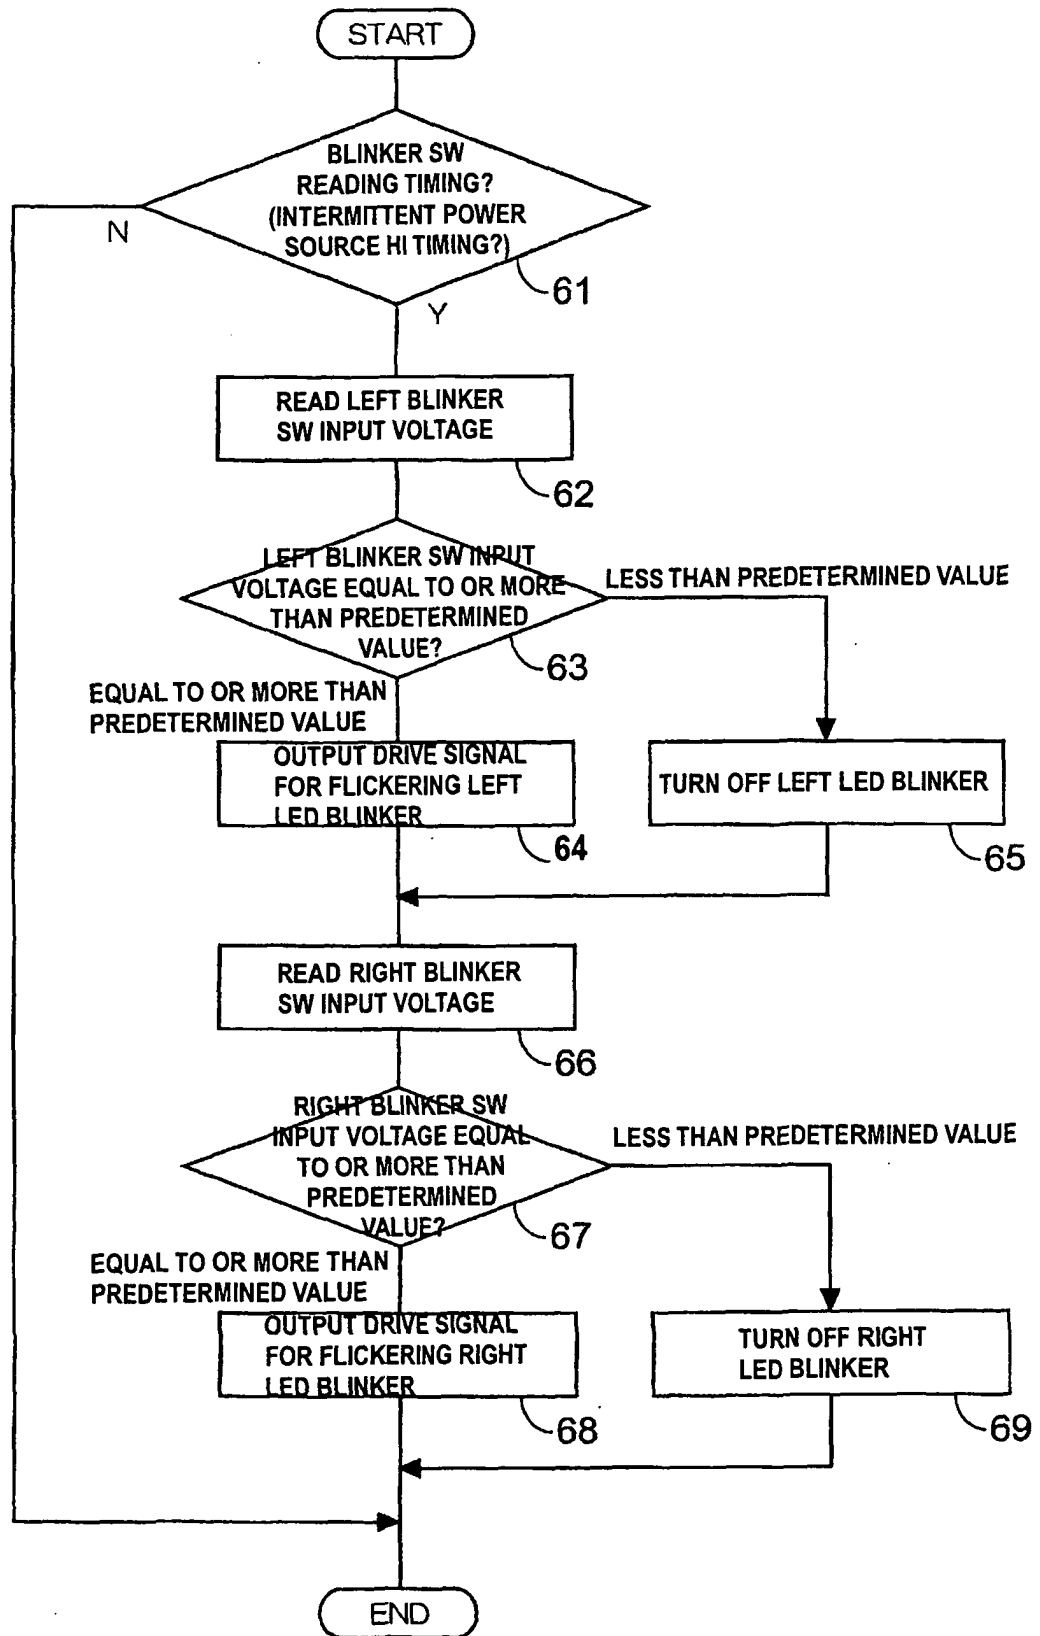 START
BLINKER SW
READING TIMING?
(INTERMITTENT POWER
SOURCE HI TIMING?)
N
61
Y
READ LEFT BLINKER
SW INPUT VOLTAGE
62
LEFT BLINKER SW INPUT
VOLTAGE EQUAL TO OR MORE
THAN PREDETERMINED
VALUE?
LESS THAN PREDETERMINED VALUE
63
EQUAL TO OR MORE THAN
PREDETERMINED VALUE
OUTPUT DRIVE SIGNAL
FOR FLICKERING LEFT
LED BLINKER
64
TURN OFF LEFT LED BLINKER
65
READ RIGHT BLINKER
SW INPUT VOLTAGE
66
RIGHT BLINKER SW
INPUT VOLTAGE EQUAL
TO OR MORE THAN
PREDETERMINED
VALUE?
LESS THAN PREDETERMINED VALUE
67
EQUAL TO OR MORE THAN
PREDETERMINED VALUE
OUTPUT DRIVE SIGNAL
FOR FLICKERING RIGHT
LED BLINKER
68
TURN OFF RIGHT
LED BLINKER
69
END